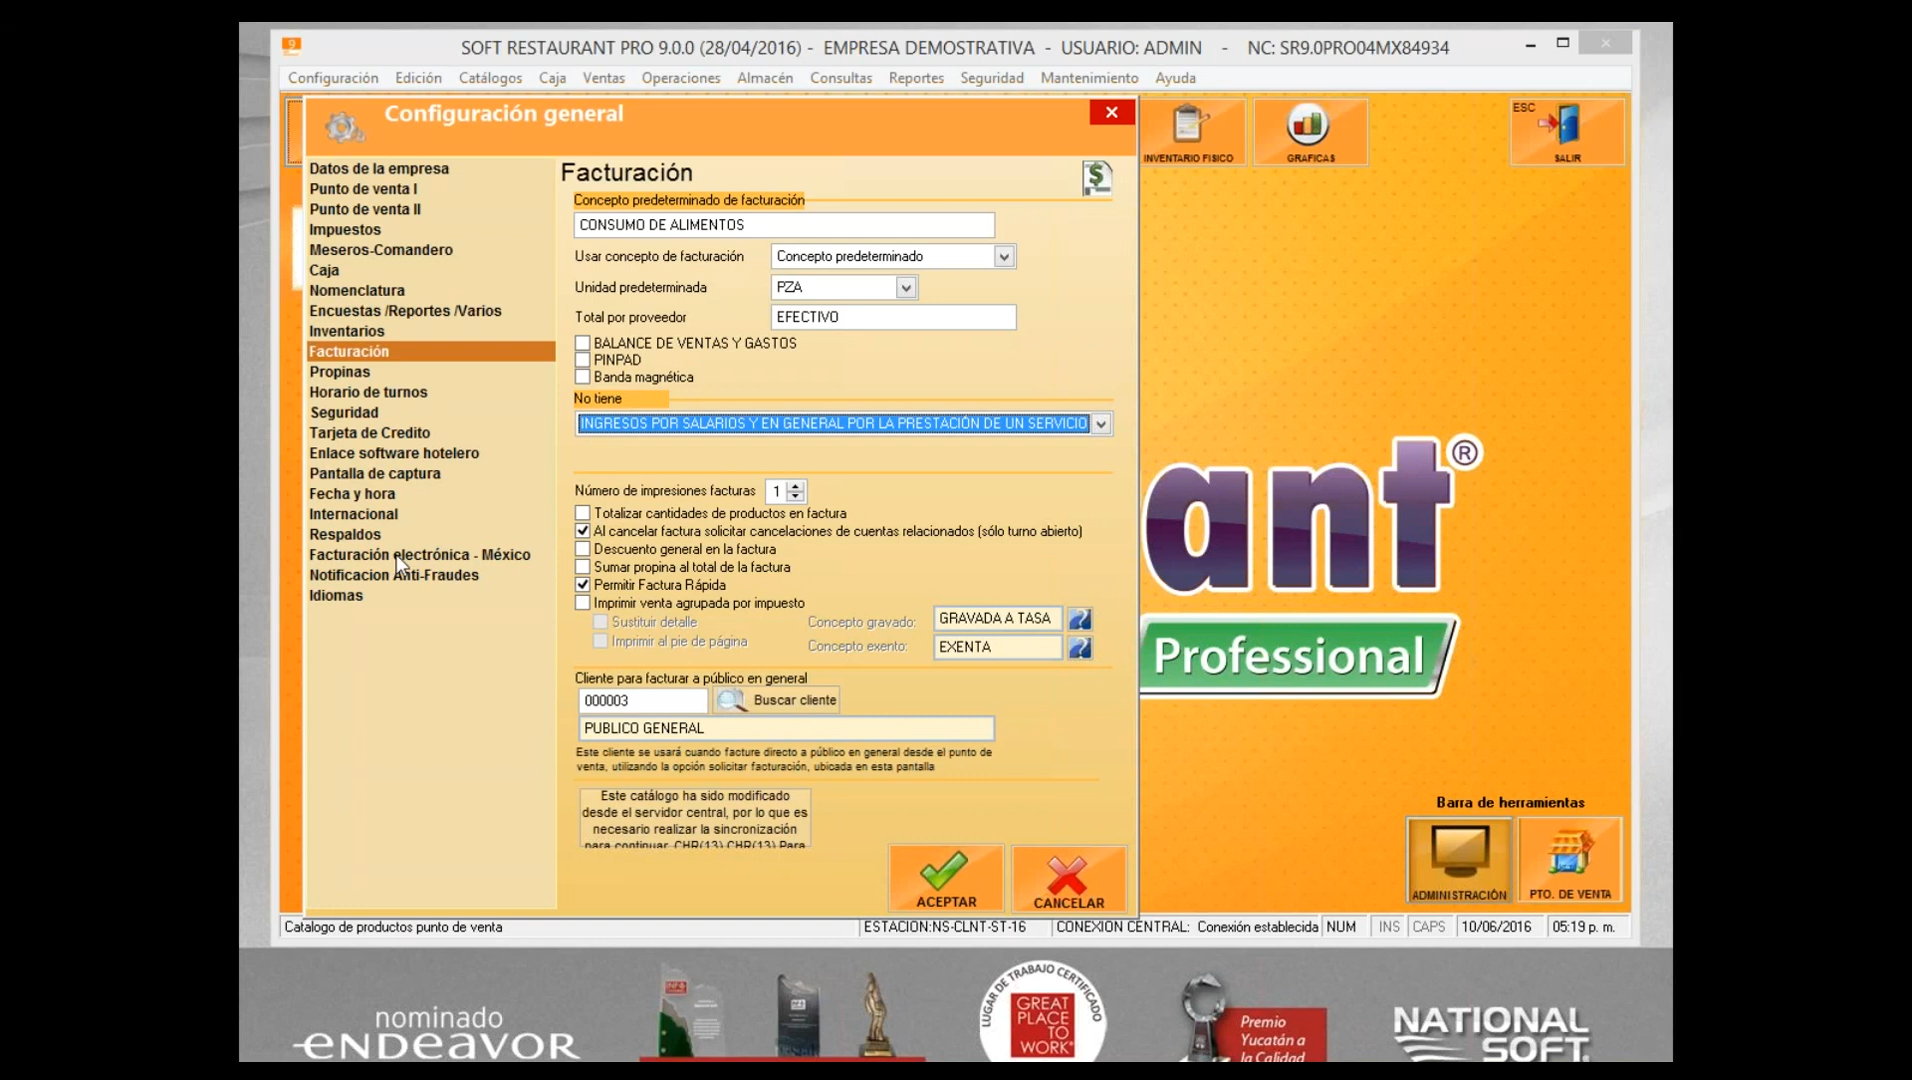 9
SOFT RESTAURANT PRO 9.0.0 (28/04/2016) - EMPRESA DEMOSTRATIVA - USUARIO: ADMIN - NC: SR9.0PRO04MX84934
Configuración Edición Catálogos Caja Ventas Operaciones Almacén Consultas Reportes Seguridad Mantenimiento Ayuda
Configuración general
INVENTARIO FISICO
GRAFICAS
ESC
SALIR
Datos de la empresa
Punto de venta I
Punto de venta II
Impuestos
Meseros-Comandero
Caja
Nomenclatura
Encuestas /Reportes /Varios
Inventarios
Facturación
Propinas
Horario de turnos
Seguridad
Tarjeta de Credito
Enlace software hotelero
Pantalla de captura
Fecha y hora
Internacional
Respaldos
Facturación electrónica - México
Notificacion Anti-Fraudes
Idiomas
Facturación
Concepto predeterminado de facturación
CONSUMO DE ALIMENTOS
Usar concepto de facturación Concepto predeterminado
Unidad predeterminada PZA
Total por proveedor EFECTIVO
BALANCE DE VENTAS Y GASTOS
PINPAD
Banda magnética
No tiene
INGRESOS POR SALARIOS Y EN GENERAL POR LA PRESTACIÓN DE UN SERVICIO
Número de impresiones facturas 1
Totalizar cantidades de productos en factura
Al cancelar factura solicitar cancelaciones de cuentas relacionados (sólo turno abierto)
Descuento general en la factura
Sumar propina al total de la factura
Permitir Factura Rápida
Imprimir venta agrupada por impuesto
Sustituir detalle Concepto gravado: GRAVADA A TASA
Imprimir al pie de página Concepto exento: EXENTA
Cliente para facturar a público en general
000003 Buscar cliente
PUBLICO GENERAL
Este cliente se usará cuando facture directo a público en general desde el punto de
venta, utilizando la opción solicitar facturación, ubicada en esta pantalla
Este catálogo ha sido modificado
desde el servidor central, por lo que es
necesario realizar la sincronización
para continuar. CHR(13) CHR(13) Para
ACEPTAR
CANCELAR
ant®
Professional
Barra de herramientas
ADMINISTRACIÓN
PTO. DE VENTA
Catalogo de productos punto de venta ESTACION:NS-CLNT-ST-16 CONEXION CENTRAL: Conexión establecida NUM INS CAPS 10/06/2016 05:19 p. m.
nominado
ENDEAVOR
LUGAR DE TRABAJO CERTIFICADO
GREAT
PLACE
TO
WORK®
Premio
Yucatán a
la Calidad
NATIONAL
SOFT